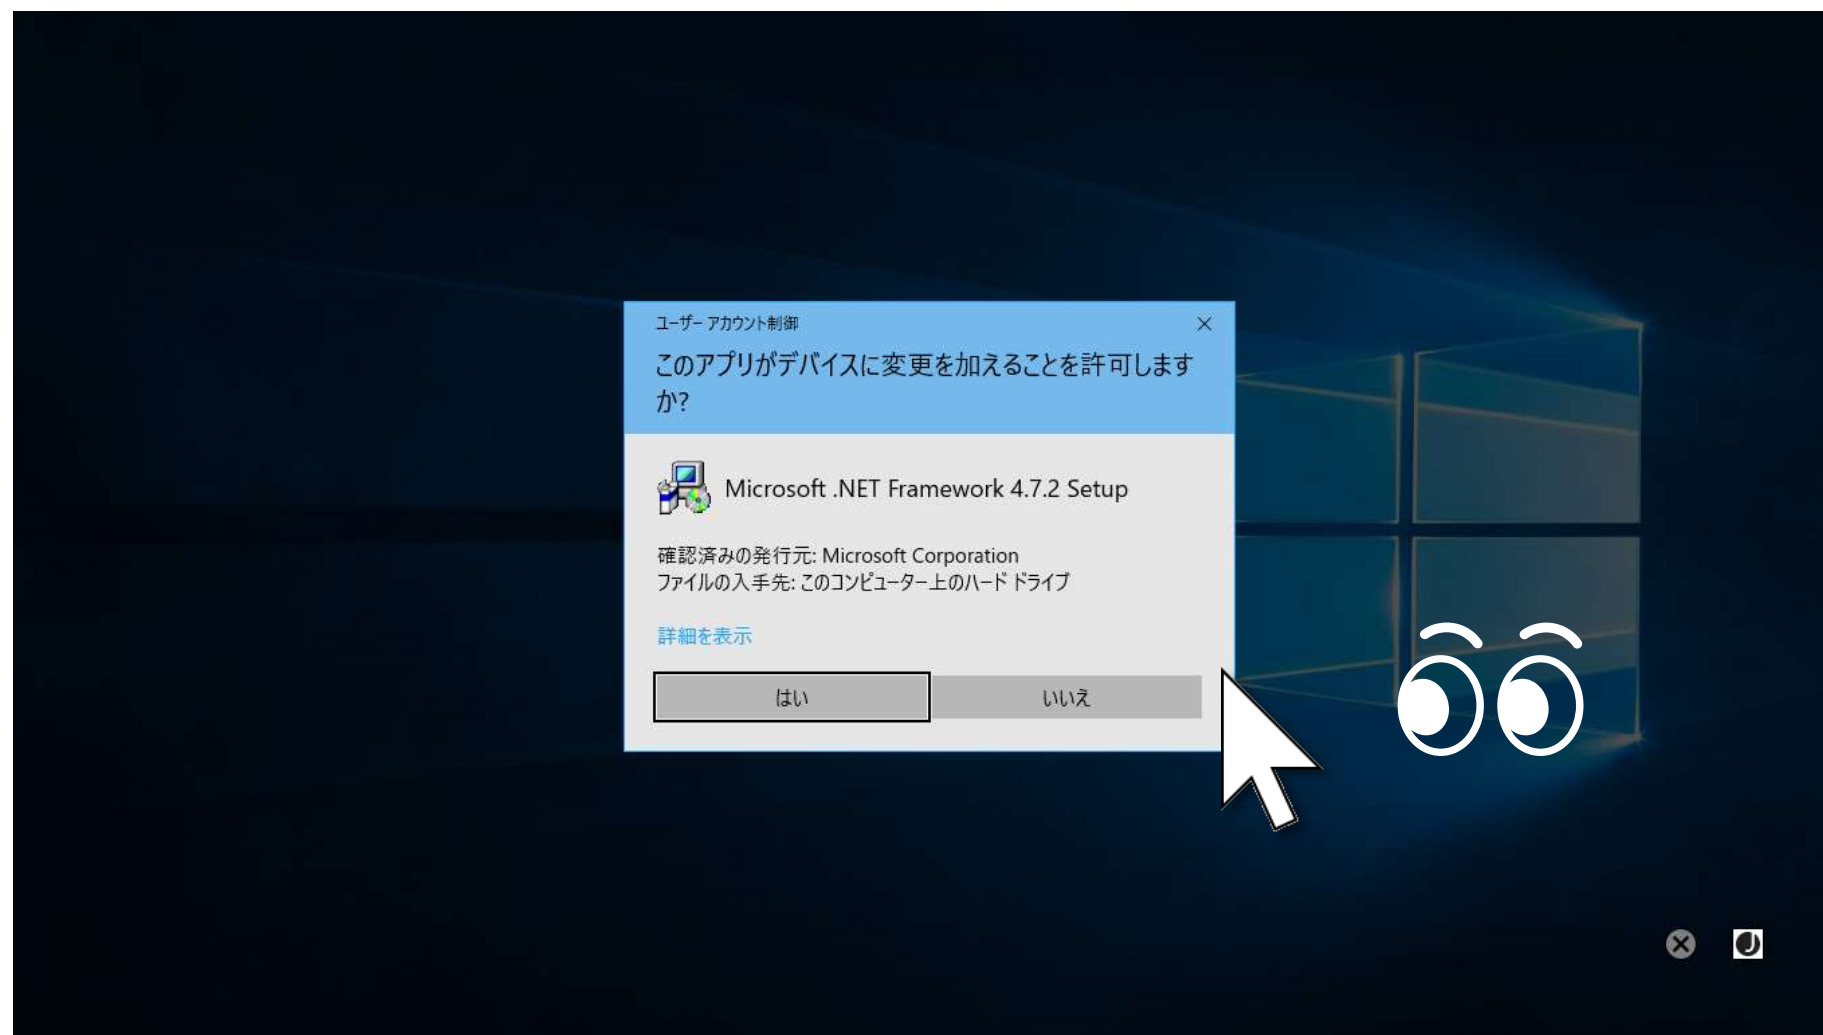 ユーザー アカウント制御
このアプリがデバイスに変更を加えることを許可します
か?
Microsoft .NET Framework 4.7.2 Setup
確認済みの発行元: Microsoft Corporation
ファイルの入手先: このコンピューター上のハード ドライブ
詳細を表示
はい
いいえ